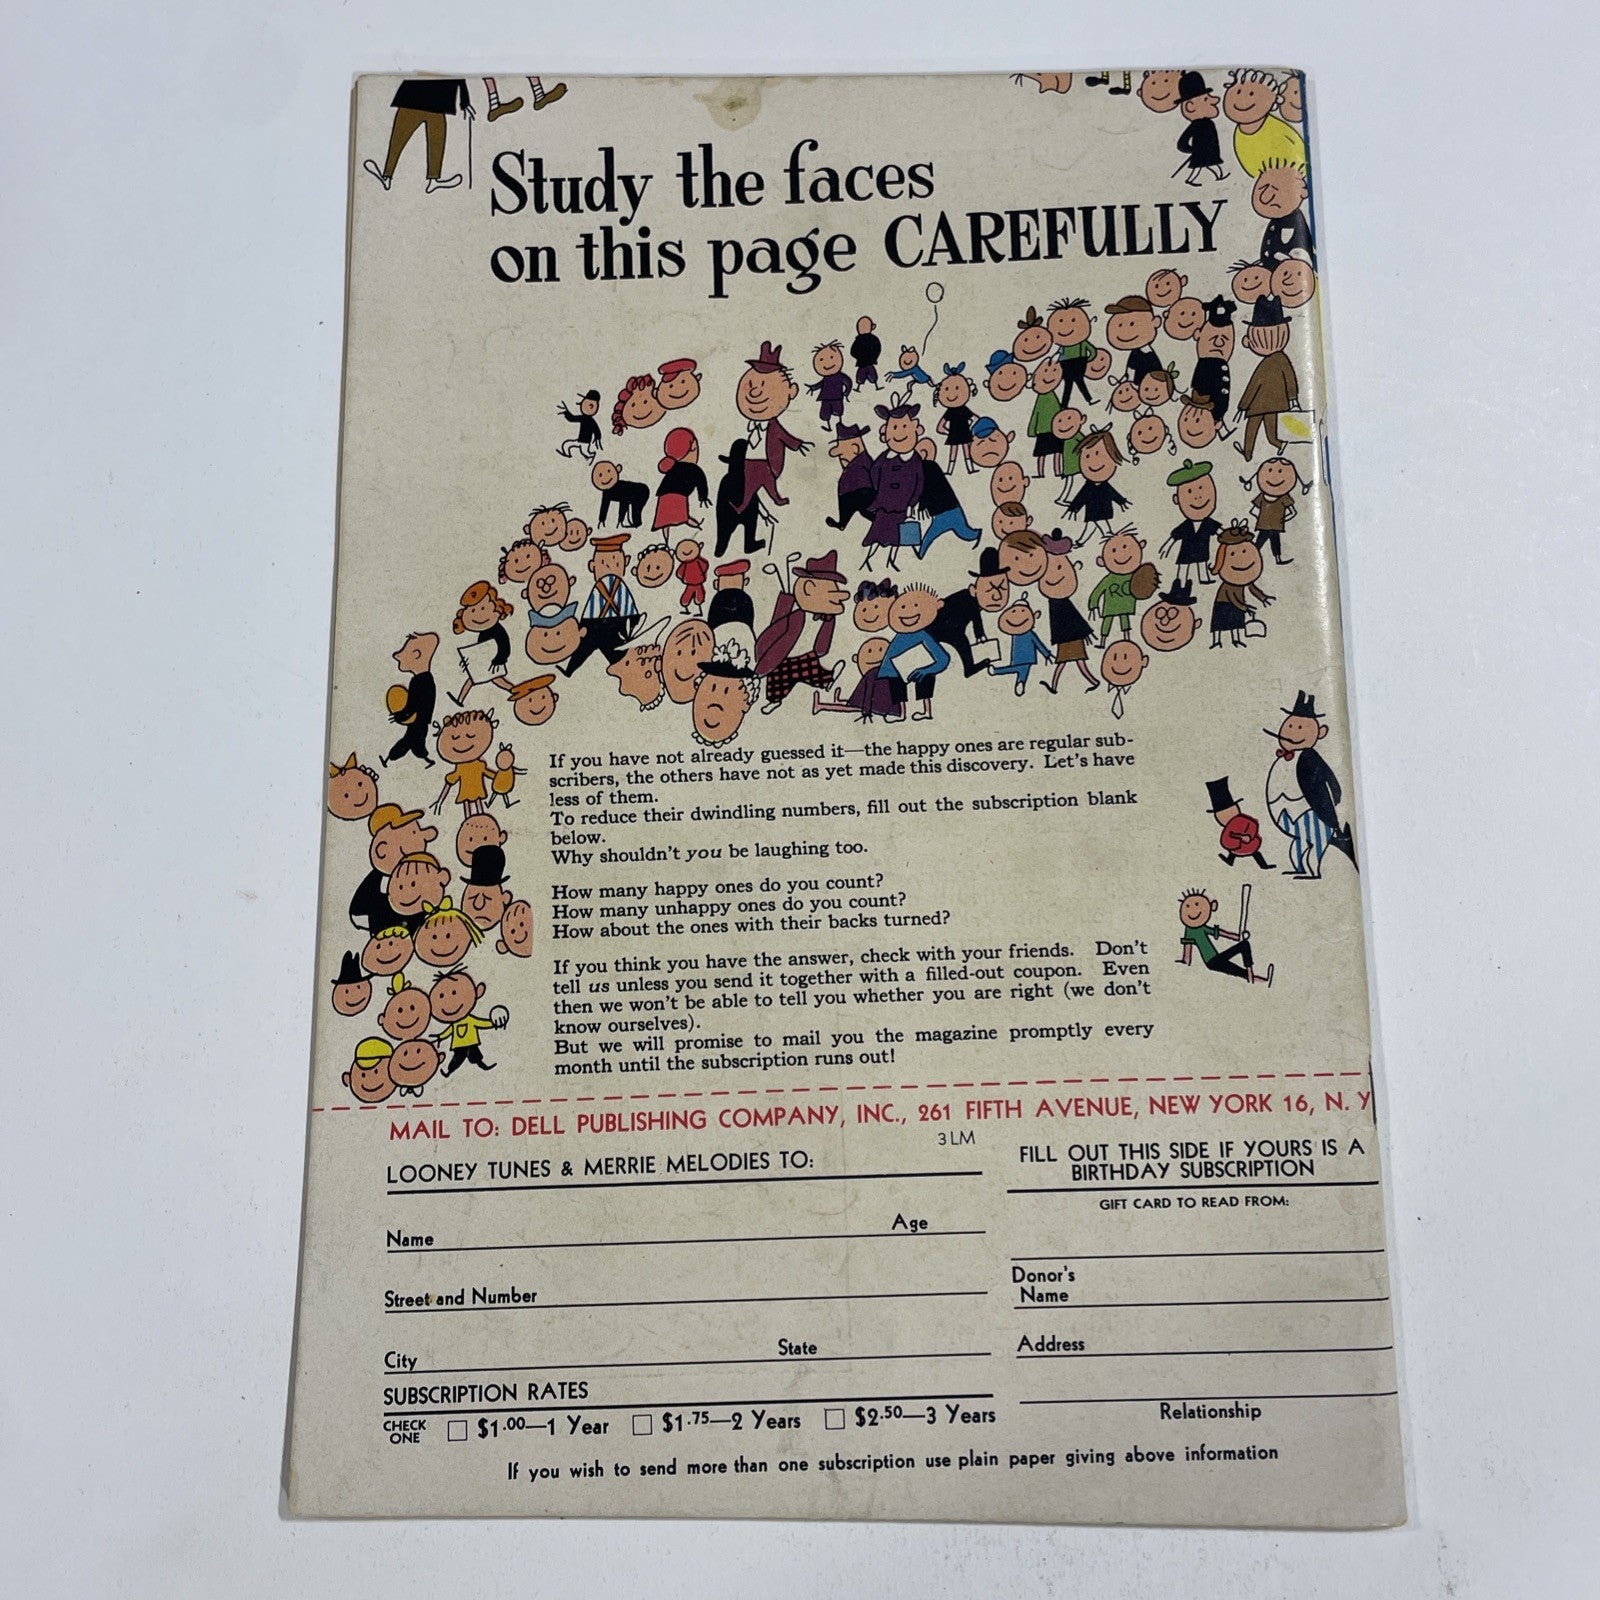 Study the faces
on this page CAREFULLY
RC
If you have not already guessed it—the happy ones are regular sub-
scribers, the others have not as yet made this discovery. Let's have
less of them.
To reduce their dwindling numbers, fill out the subscription blank
below.
Why shouldn't you be laughing too.
How many happy ones do you count?
How many unhappy ones do you count?
How about the ones with their backs turned?
If you think you have the answer, check with your friends. Don't
tell us unless you send it together with a filled-out coupon. Even
then we won't be able to tell you whether you are right (we don't
know ourselves).
But we will promise to mail you the magazine promptly every
month until the subscription runs out!
MAIL TO: DELL PUBLISHING COMPANY, INC., 261 FIFTH AVENUE, NEW YORK 16, N. Y
3 LM
LOONEY TUNES & MERRIE MELODIES TO:
Name Age
Street and Number
City State
SUBSCRIPTION RATES
CHECK ONE $1.00—1 Year $1.75—2 Years $2.50—3 Years
FILL OUT THIS SIDE IF YOURS IS A
BIRTHDAY SUBSCRIPTION
GIFT CARD TO READ FROM:
Donor's
Name
Address
Relationship
If you wish to send more than one subscription use plain paper giving above information